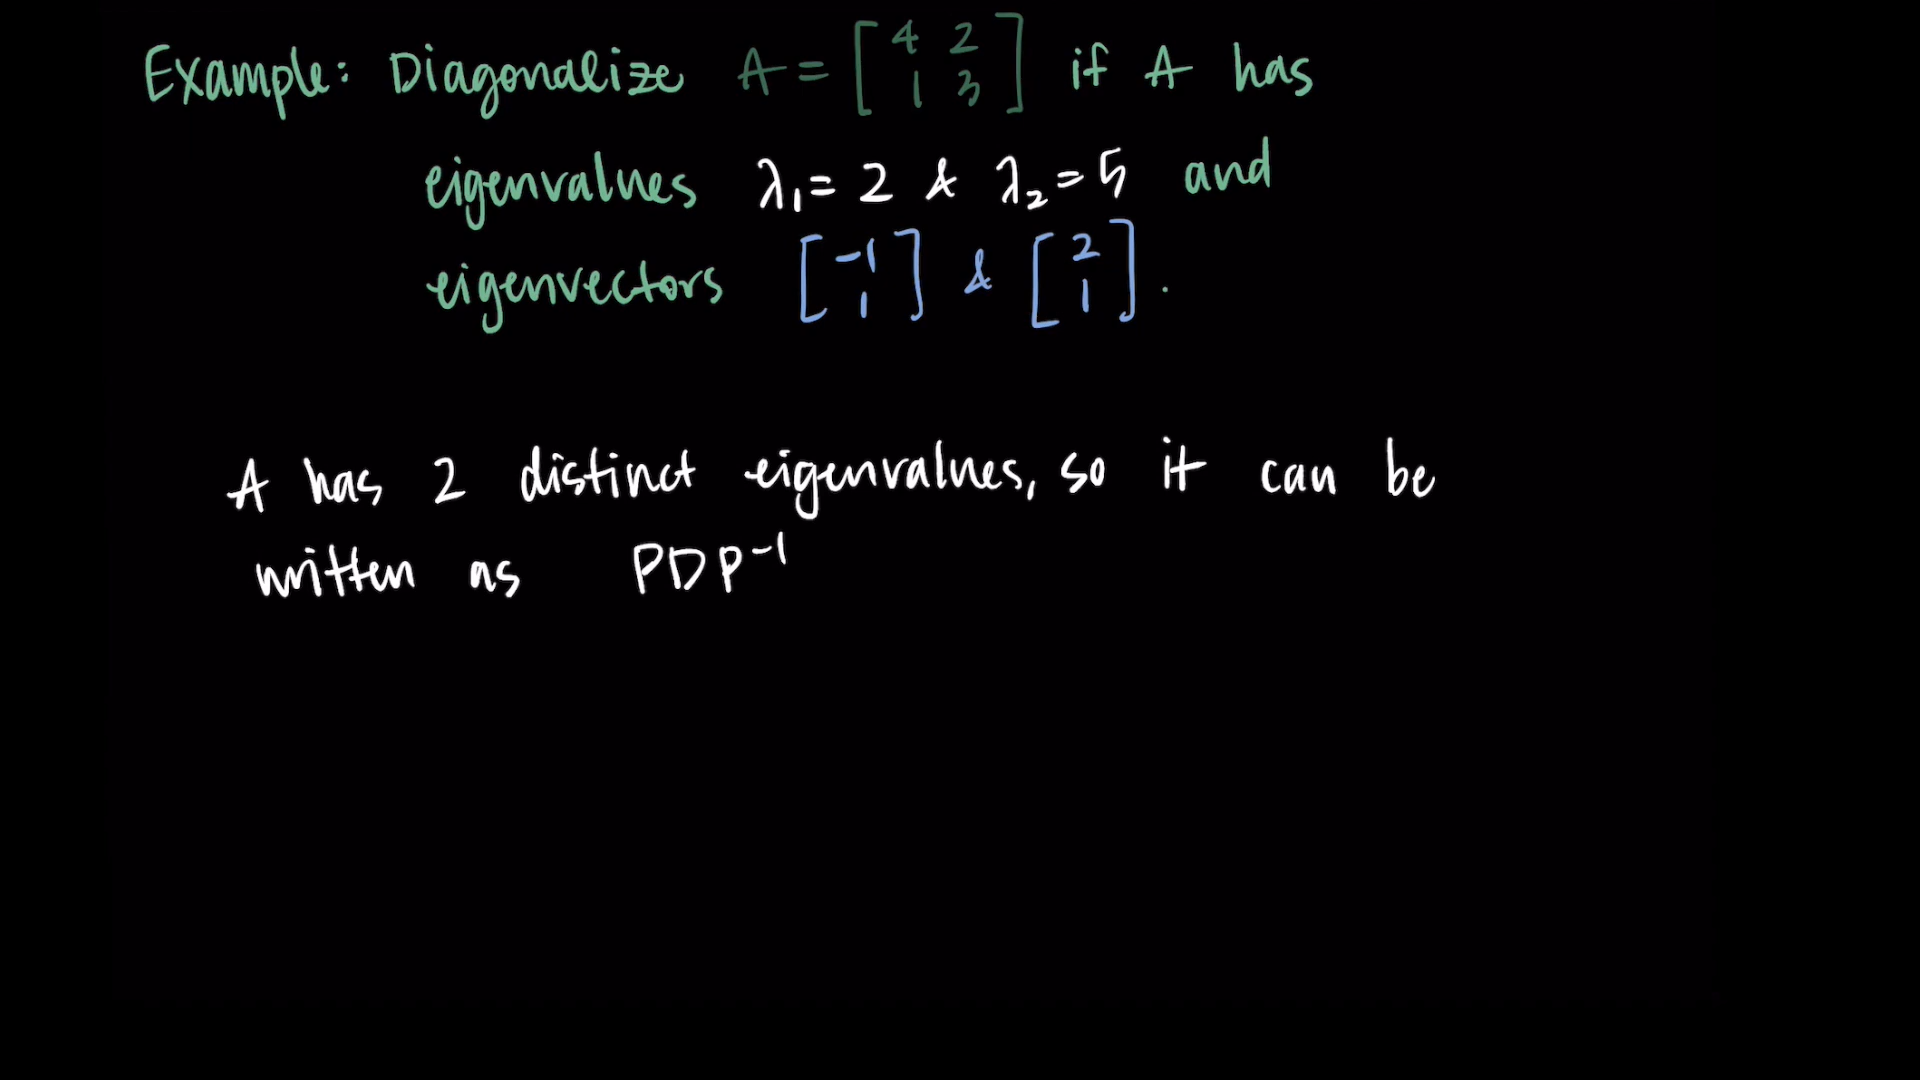 Example: Diagonalize A = [4 2; 1 3] if A has
eigenvalues λ₁ = 2 & λ₂ = 5 and
eigenvectors [-1; 1] & [2; 1].
A has 2 distinct eigenvalues, so it can be
written as PDP⁻¹